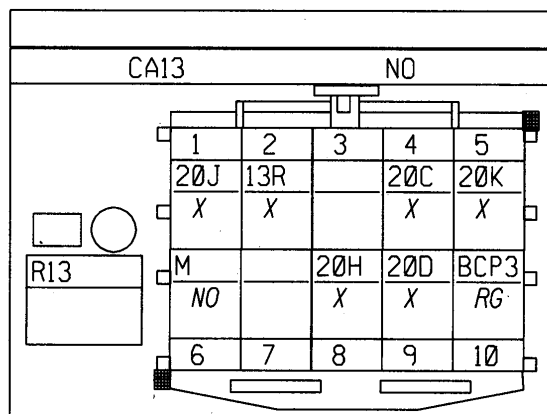 CA13 NO
1 2 3 4 5
20J 13R 20C 20K
X X X X
R13
M 20H 20D BCP3
NO X X RG
6 7 8 9 10